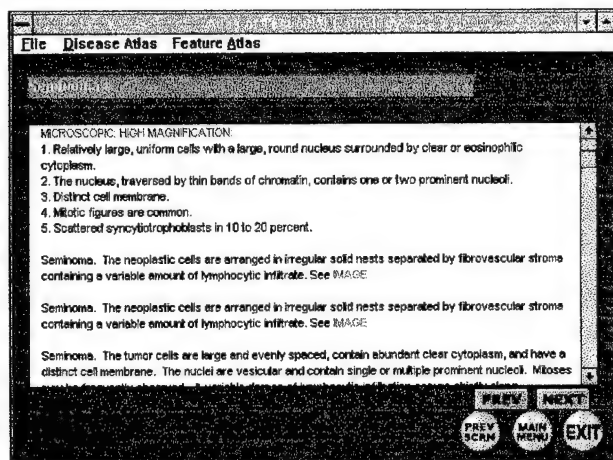 File Disease Atlas Feature Atlas
Seminoma
MICROSCOPIC: HIGH MAGNIFICATION:
1. Relatively large, uniform cells with a large, round nucleus surrounded by clear or eosinophilic
cytoplasm.
2. The nucleus, traversed by thin bands of chromatin, contains one or two prominent nucleoli.
3. Distinct cell membrane.
4. Mitotic figures are common.
5. Scattered syncytiotrophoblasts in 10 to 20 percent.
Seminoma. The neoplastic cells are arranged in irregular solid nests separated by fibrovascular stroma
containing a variable amount of lymphocytic infiltrate. See IMAGE
Seminoma. The neoplastic cells are arranged in irregular solid nests separated by fibrovascular stroma
containing a variable amount of lymphocytic infiltrate. See IMAGE
Seminoma. The tumor cells are large and evenly spaced, contain abundant clear cytoplasm, and have a
distinct cell membrane. The nuclei are vesicular and contain single or multiple prominent nucleoli. Mitoses
PREV NEXT
PREV SCRN
MAIN MENU
EXIT